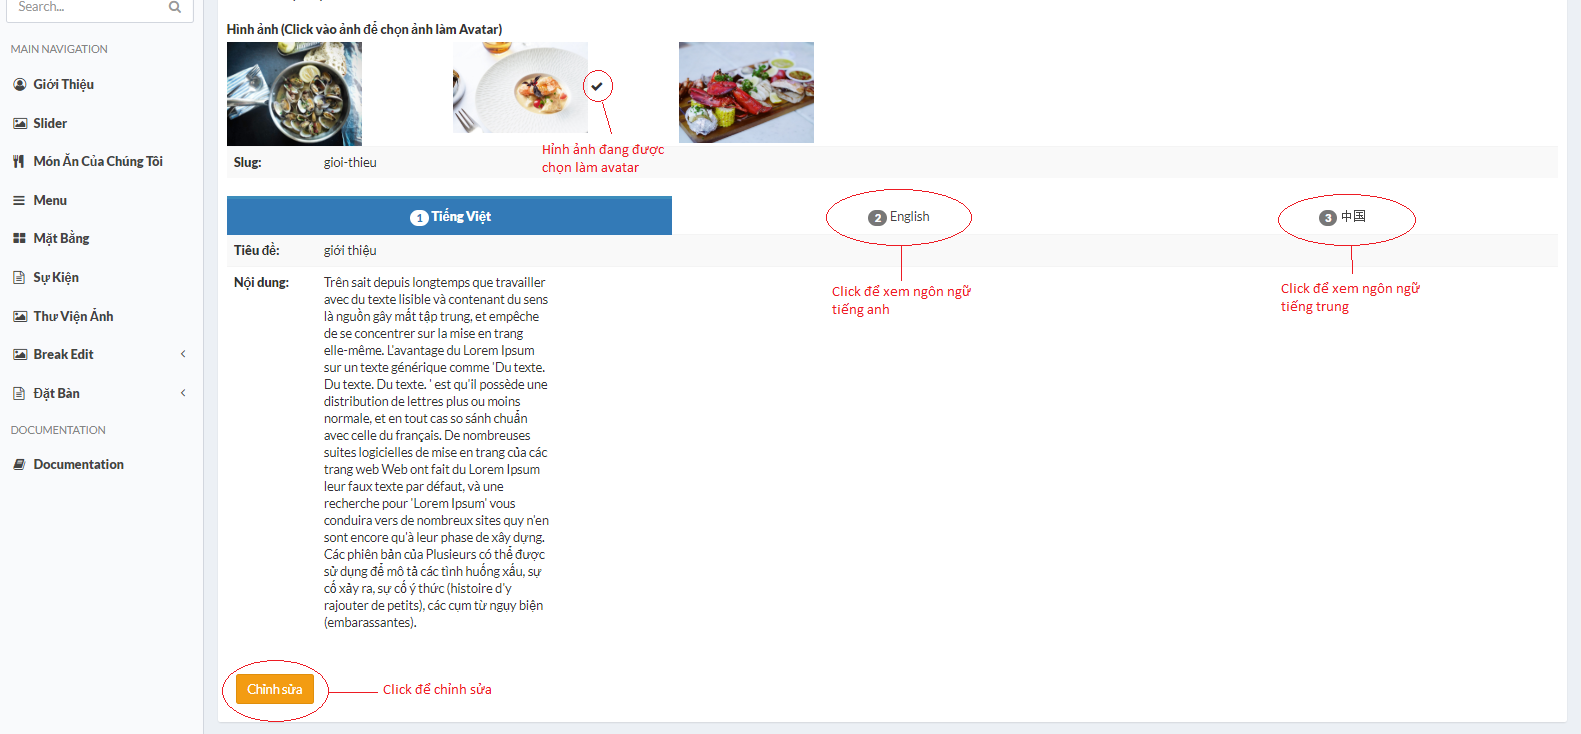 Search...
MAIN NAVIGATION
Giới Thiệu
Slider
Món Ăn Của Chúng Tôi
Menu
Mặt Bằng
Sự Kiện
Thư Viện Ảnh
Break Edit
Đặt Bàn
DOCUMENTATION
Documentation
Hình ảnh (Click vào ảnh để chọn ảnh làm Avatar)
Hình ảnh đang được
chọn làm avatar
Slug: gioi-thieu
1 Tiếng Việt
2 English
3 中国
Click để xem ngôn ngữ
tiếng anh
Click để xem ngôn ngữ
tiếng trung
Tiêu đề: giới thiệu
Nội dung: Trên sait depuis longtemps que travailler
avec du texte lisible và contenant du sens
là nguồn gây mất tập trung, et empêche
de se concentrer sur la mise en trang
elle-même. L'avantage du Lorem Ipsum
sur un texte générique comme 'Du texte.
Du texte. Du texte. ' est qu'il possède une
distribution de lettres plus ou moins
normale, et en tout cas so sánh chuẩn
avec celle du français. De nombreuses
suites logicielles de mise en trang của các
trang web Web ont fait du Lorem Ipsum
leur faux texte par défaut, và une
recherche pour 'Lorem Ipsum' vous
conduira vers de nombreux sites quy n'en
sont encore qu'à leur phase de xây dựng.
Các phiên bản của Plusieurs có thể được
sử dụng để mô tả các tình huống xấu, sự
cố xảy ra, sự cố ý thức (histoire d'y
rajouter de petits), các cụm từ ngụy biện
(embarassantes).
Chỉnh sửa
Click để chỉnh sửa